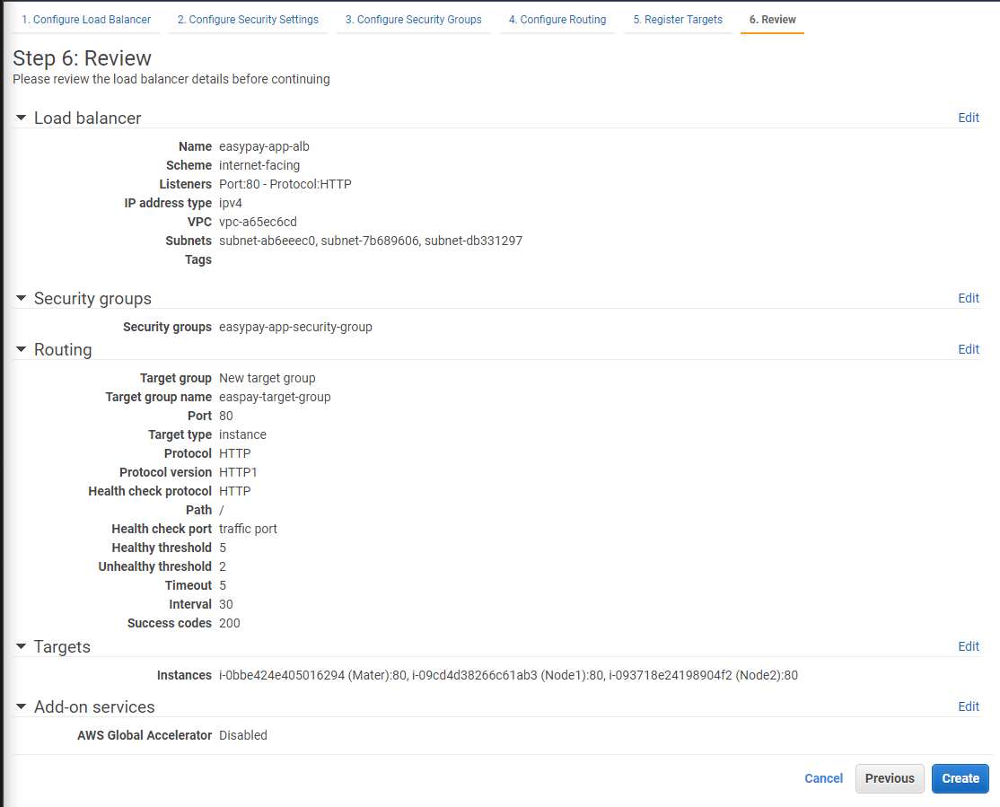 1. Configure Load Balancer 2. Configure Security Settings 3. Configure Security Groups 4. Configure Routing 5. Register Targets 6. Review
Step 6: Review
Please review the load balancer details before continuing
Load balancer Edit
Name easypay-app-alb
Scheme internet-facing
Listeners Port:80 - Protocol:HTTP
IP address type ipv4
VPC vpc-a65ec6cd
Subnets subnet-ab6eeec0, subnet-7b689606, subnet-db331297
Tags
Security groups Edit
Security groups easypay-app-security-group
Routing Edit
Target group New target group
Target group name easpay-target-group
Port 80
Target type instance
Protocol HTTP
Protocol version HTTP1
Health check protocol HTTP
Path /
Health check port traffic port
Healthy threshold 5
Unhealthy threshold 2
Timeout 5
Interval 30
Success codes 200
Targets Edit
Instances i-0bbe424e405016294 (Mater):80, i-09cd4d38266c61ab3 (Node1):80, i-093718e24198904f2 (Node2):80
Add-on services Edit
AWS Global Accelerator Disabled
Cancel Previous Create